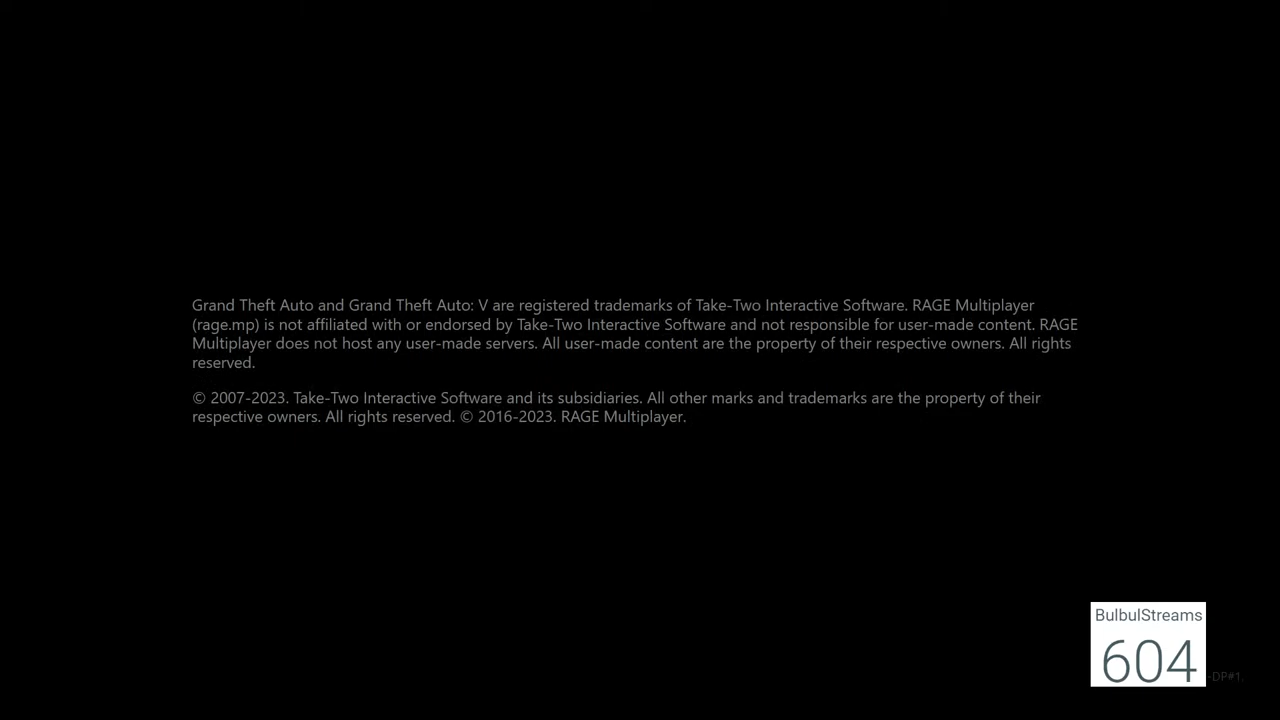 Grand Theft Auto and Grand Theft Auto: V are registered trademarks of Take-Two Interactive Software. RAGE Multiplayer
(rage.mp) is not affiliated with or endorsed by Take-Two Interactive Software and not responsible for user-made content. RAGE
Multiplayer does not host any user-made servers. All user-made content are the property of their respective owners. All rights
reserved.
© 2007-2023. Take-Two Interactive Software and its subsidiaries. All other marks and trademarks are the property of their
respective owners. All rights reserved. © 2016-2023. RAGE Multiplayer.
BulbulStreams
604
-DP#1.